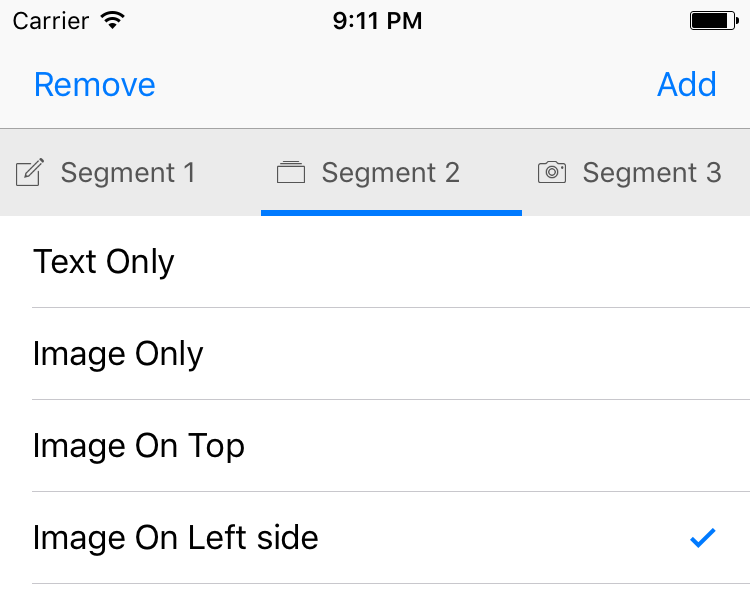 Carrier 9:11 PM
Remove Add
Segment 1 Segment 2 Segment 3
Text Only
Image Only
Image On Top
Image On Left side